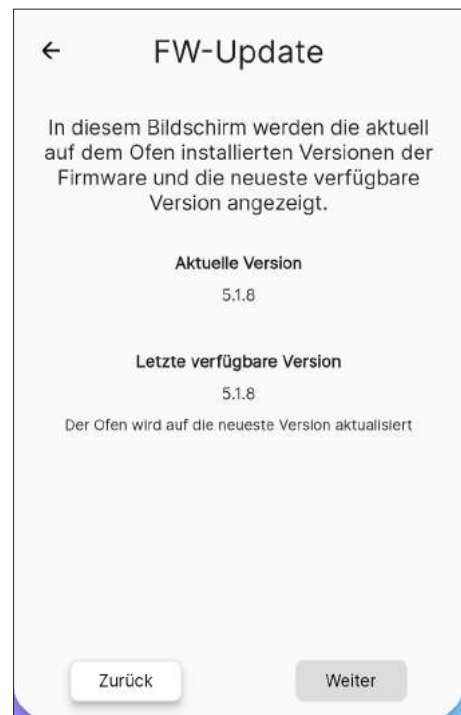 FW-Update
In diesem Bildschirm werden die aktuell
auf dem Ofen installierten Versionen der
Firmware und die neueste verfügbare
Version angezeigt.
Aktuelle Version
5.1.8
Letzte verfügbare Version
5.1.8
Der Ofen wird auf die neueste Version aktualisiert
Zurück
Weiter